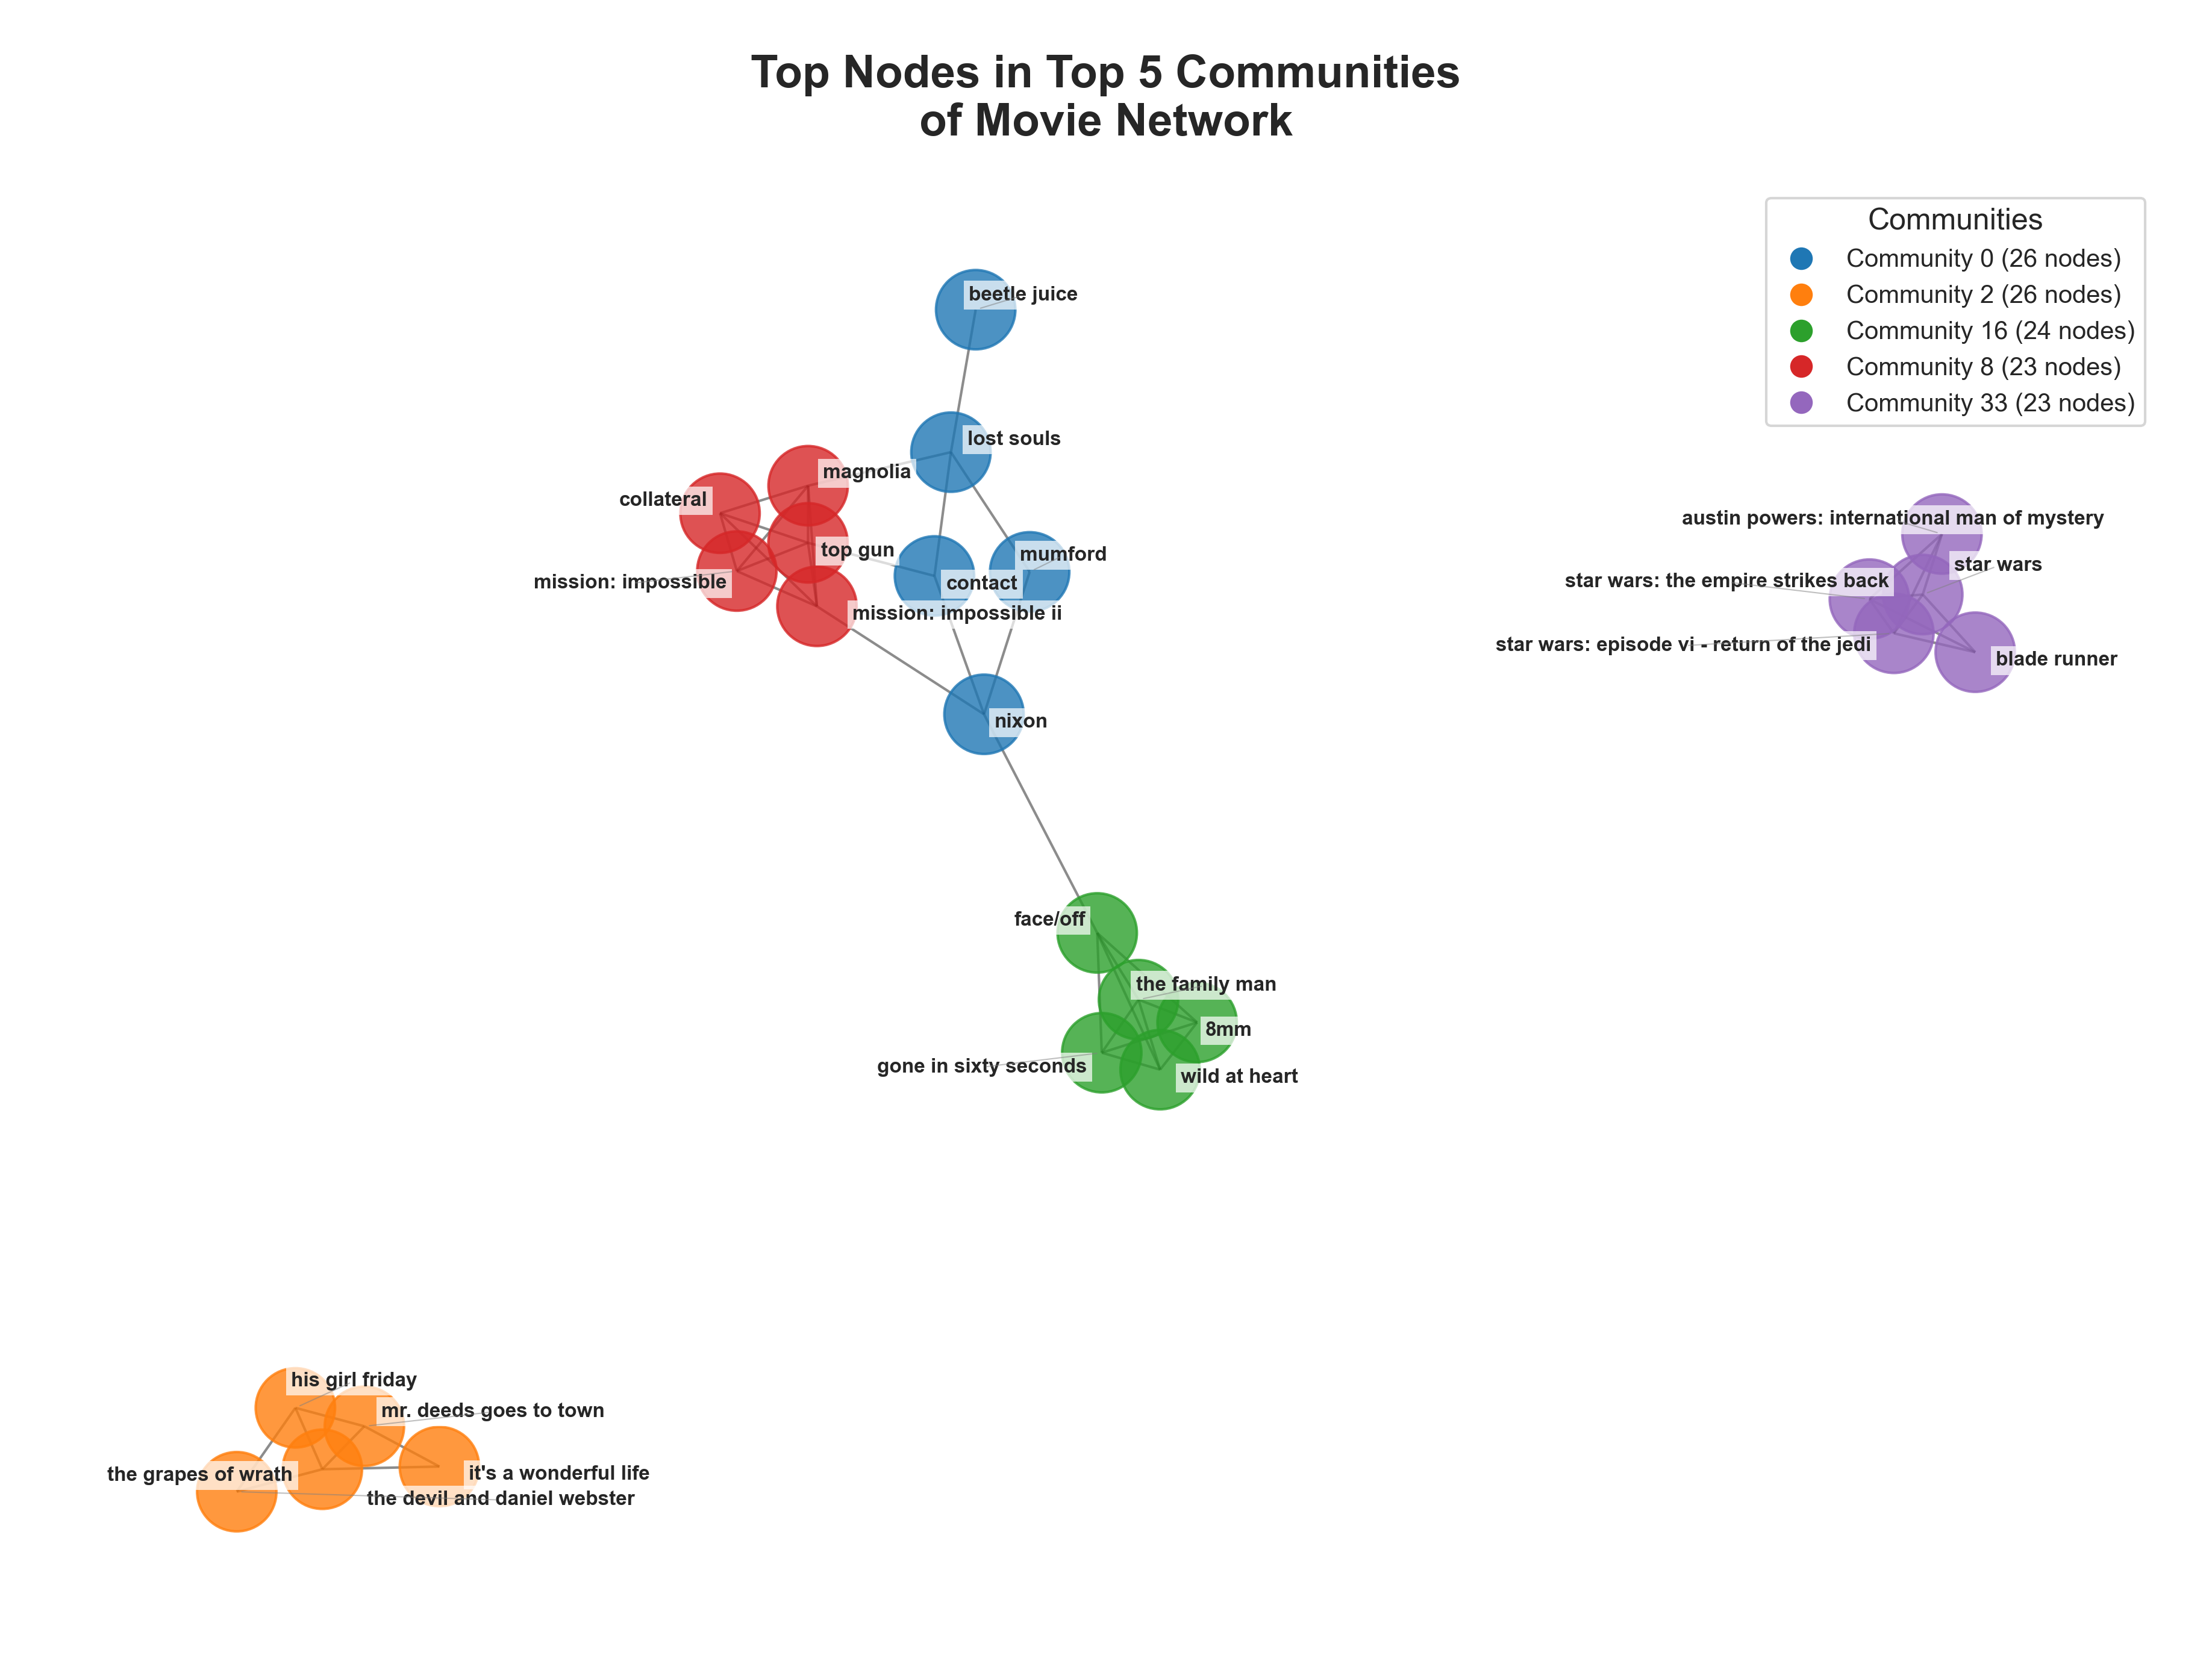 Top Nodes in Top 5 Communities
of Movie Network
Communities
Community 0 (26 nodes)
Community 2 (26 nodes)
Community 16 (24 nodes)
Community 8 (23 nodes)
Community 33 (23 nodes)
beetle juice
lost souls
magnolia
collateral
top gun
mumford
mission: impossible
contact
mission: impossible ii
nixon
austin powers: international man of mystery
star wars
star wars: the empire strikes back
star wars: episode vi - return of the jedi
blade runner
face/off
the family man
8mm
gone in sixty seconds
wild at heart
his girl friday
mr. deeds goes to town
the grapes of wrath
it's a wonderful life
the devil and daniel webster